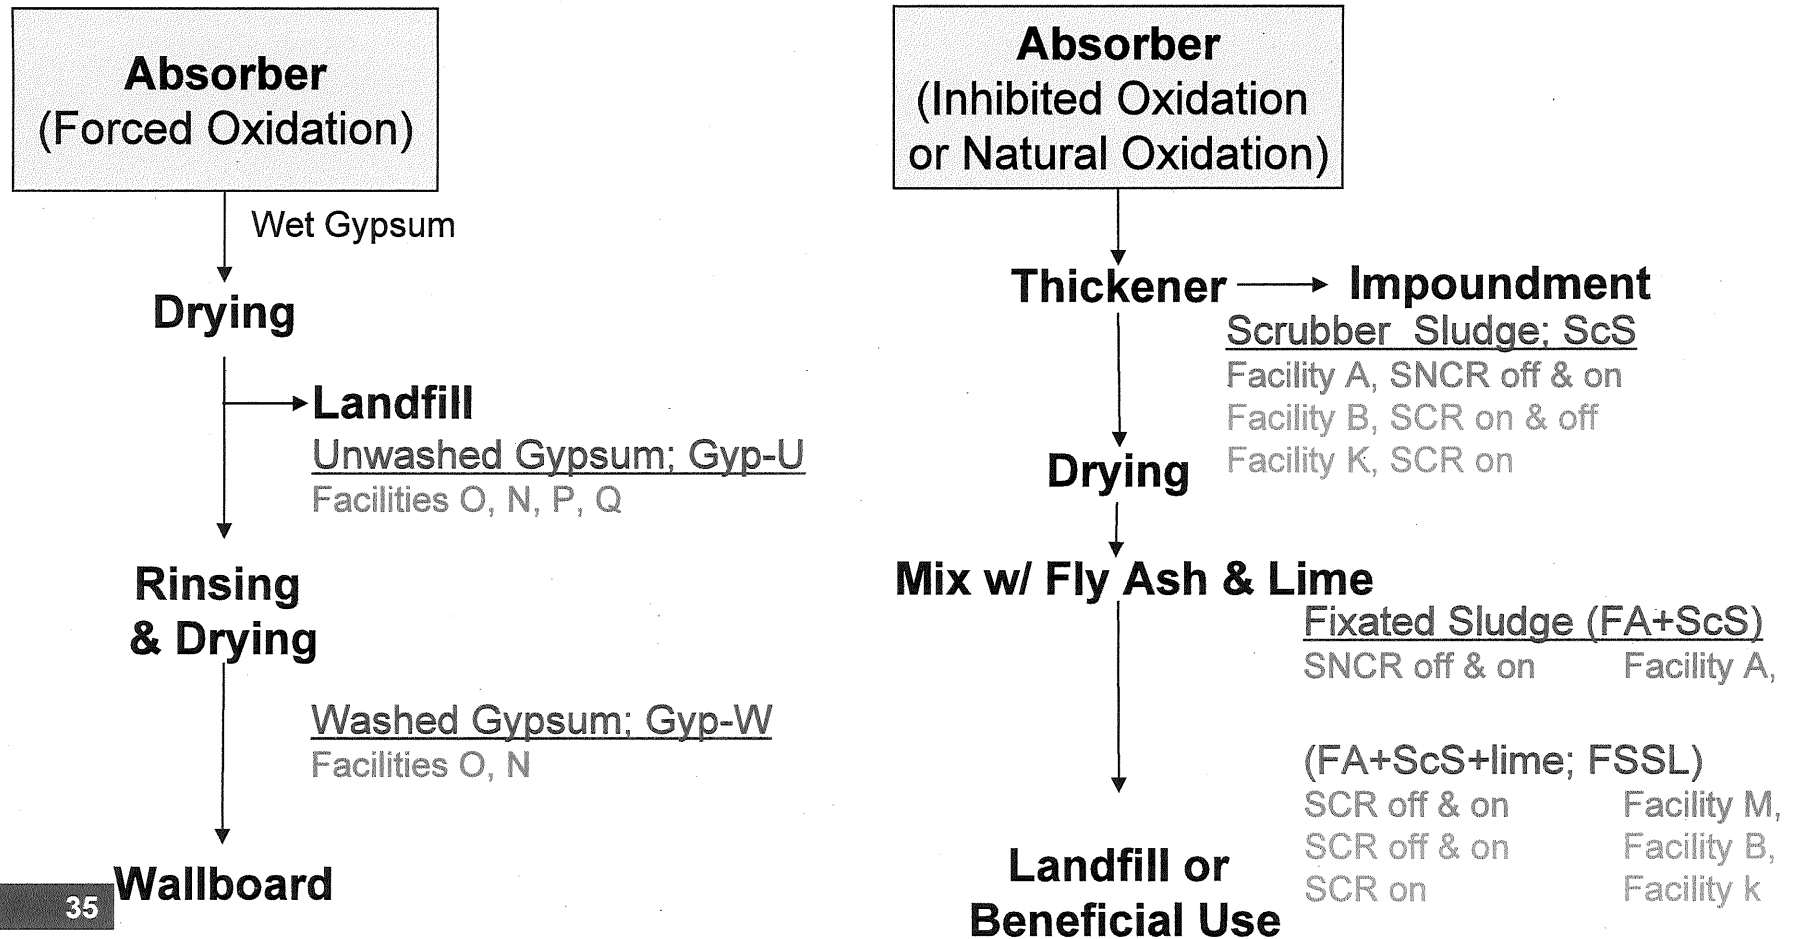 Absorber
(Forced Oxidation)
Wet Gypsum
Drying
Landfill
Unwashed Gypsum; Gyp-U
Facilities O, N, P, Q
Rinsing
& Drying
Washed Gypsum; Gyp-W
Facilities O, N
Wallboard
35
Absorber
(Inhibited Oxidation
or Natural Oxidation)
Thickener
Impoundment
Scrubber Sludge; ScS
Facility A, SNCR off & on
Facility B, SCR on & off
Facility K, SCR on
Drying
Mix w/ Fly Ash & Lime
Fixated Sludge (FA+ScS)
SNCR off & on Facility A,
(FA+ScS+lime; FSSL)
SCR off & on Facility M,
SCR off & on Facility B,
SCR on Facility k
Landfill or
Beneficial Use